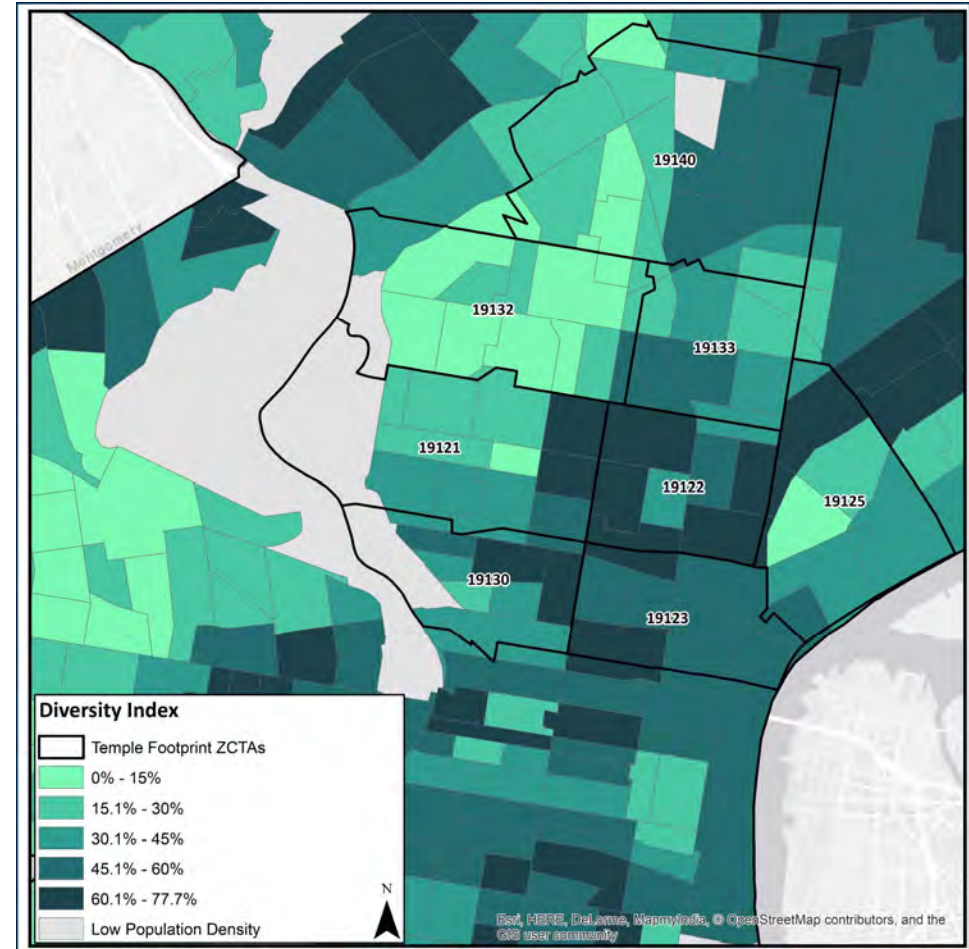 19140
Montgomery
19132
19133
19121
19122
19125
19130
19123
Diversity Index
Temple Footprint ZCTAs
0% - 15%
15.1% - 30%
30.1% - 45%
45.1% - 60%
60.1% - 77.7%
Low Population Density
N
Esri, HERE, DeLorme, MapmyIndia, © OpenStreetMap contributors, and the
GIS user community